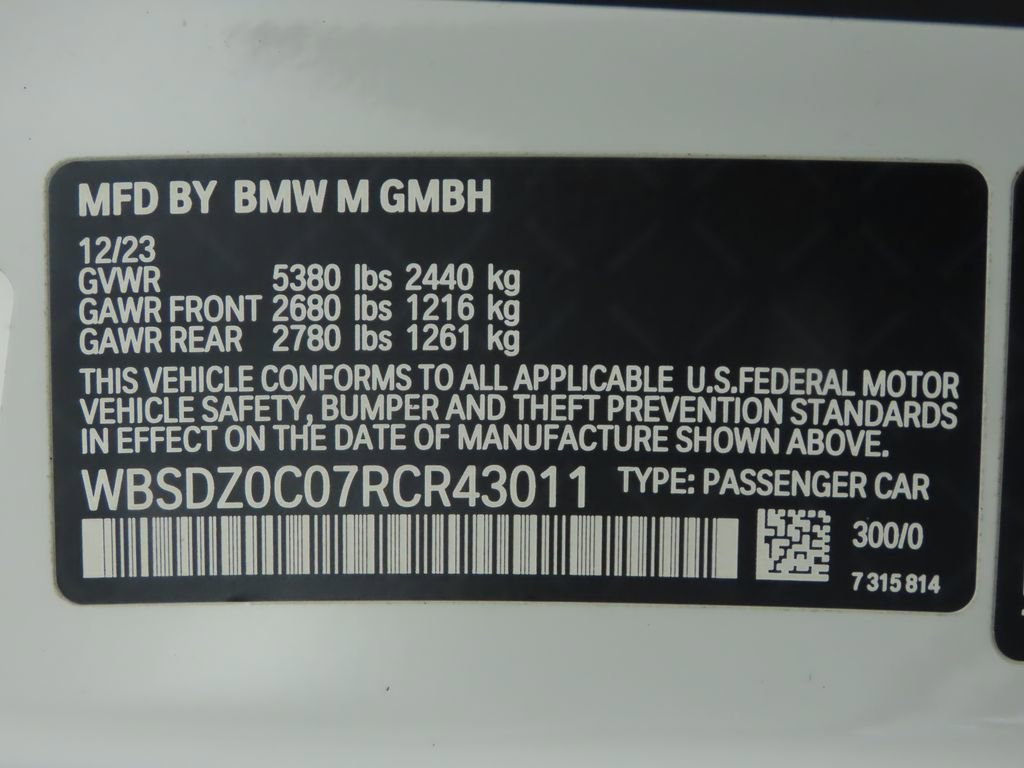 MFD BY BMW M GMBH
12/23
GVWR 5380 lbs 2440 kg
GAWR FRONT 2680 lbs 1216 kg
GAWR REAR 2780 lbs 1261 kg
THIS VEHICLE CONFORMS TO ALL APPLICABLE U.S.FEDERAL MOTOR
VEHICLE SAFETY, BUMPER AND THEFT PREVENTION STANDARDS
IN EFFECT ON THE DATE OF MANUFACTURE SHOWN ABOVE.
WBSDZ0C07RCR43011 TYPE: PASSENGER CAR
300/0
7 315 814